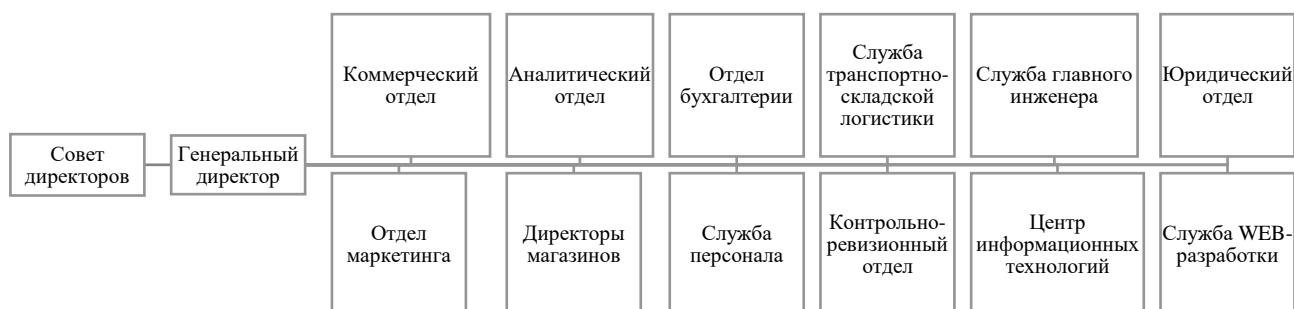 Коммерческий
отдел
Аналитический
отдел
Отдел
бухгалтерии
Служба
транспортно-
складской
логистики
Служба главного
инженера
Юридический
отдел
Совет
директоров
Генеральный
директор
Отдел
маркетинга
Директоры
магазинов
Служба
персонала
Контрольно-
ревизионный
отдел
Центр
информационных
технологий
Служба WEB-
разработки